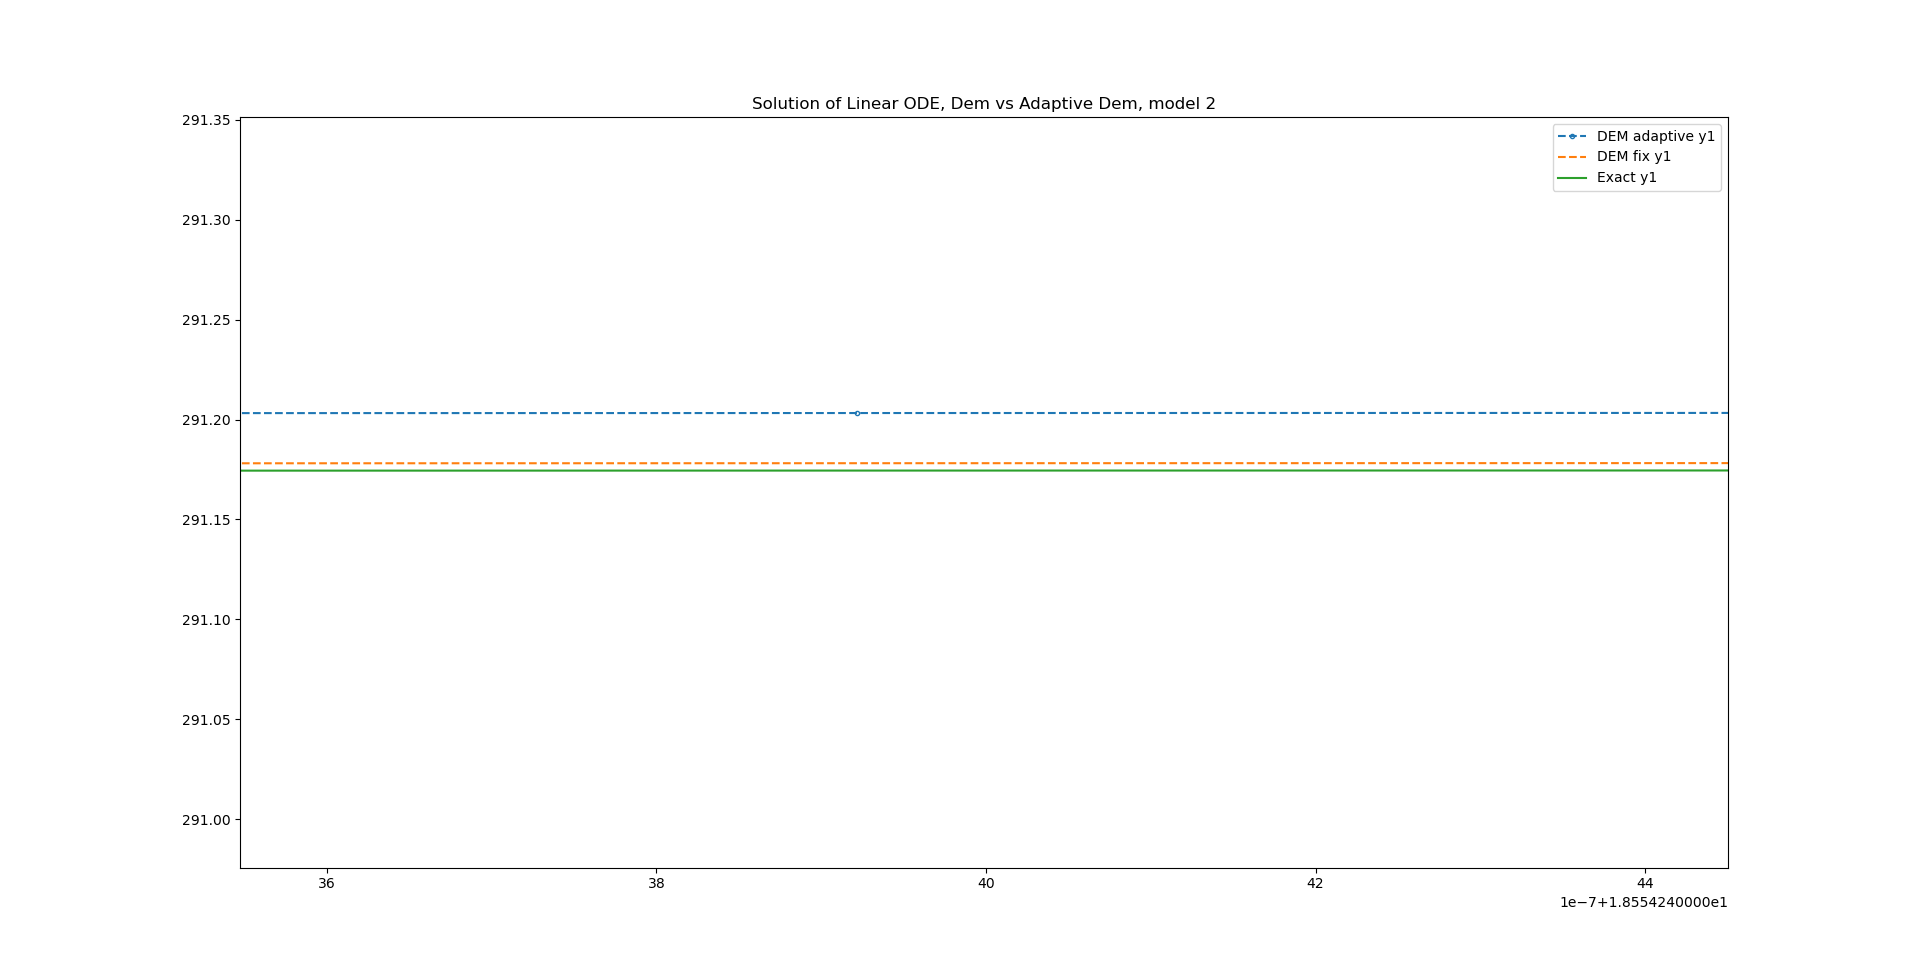 Solution of Linear ODE, Dem vs Adaptive Dem, model 2
291.35
291.30
291.25
291.20
291.15
291.10
291.05
291.00
DEM adaptive y1
DEM fix y1
Exact y1
36 38 40 42 44
1e−7+1.8554240000e1